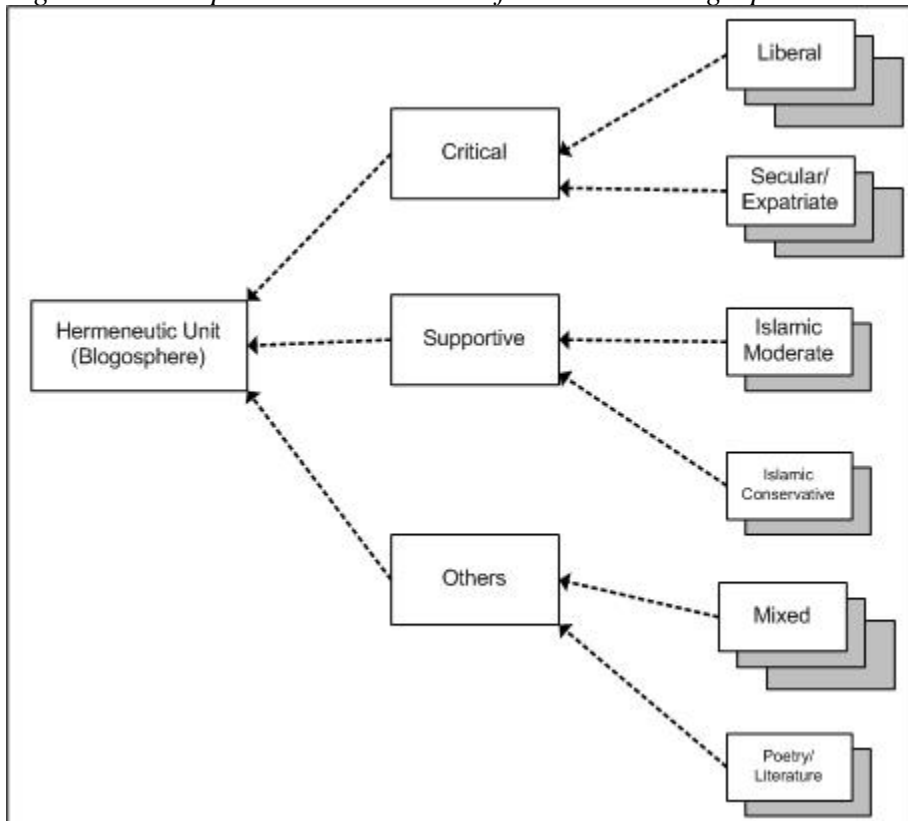 Liberal
Critical
Secular/
Expatriate
Hermeneutic Unit
(Blogosphere)
Supportive
Islamic
Moderate
Islamic
Conservative
Others
Mixed
Poetry/
Literature